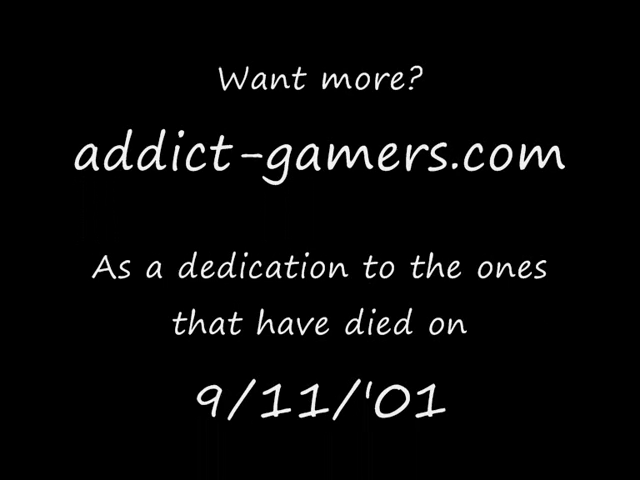 Want more?
addict-gamers.com
As a dedication to the ones
that have died on
9/11/'01